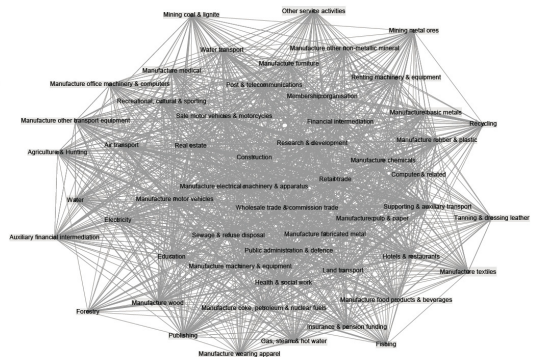 Other service activities
Mining coal & lignite
Mining metal ores
Water transport
Manufacture other non-metallic mineral
Manufacture furniture
Manufacture medical
Renting machinery & equipment
Manufacture office machinery & computers
Post & telecommunications
Membership organisation
Recreational, cultural & sporting
Manufacture basic metals
Sale motor vehicles & motorcycles
Manufacture other transport equipment
Financial intermediation
Recycling
Manufacture rubber & plastic
Research & development
Air transport
Real estate
Agriculture & Hunting
Construction
Manufacture chemicals
Computer & related
Retail trade
Manufacture electrical machinery & apparatus
Water
Manufacture motor vehicles
Wholesale trade & commission trade
Supporting & auxiliary transport
Electricity
Manufacture pulp & paper
Tanning & dressing leather
Auxiliary financial intermediation
Sewage & refuse disposal
Manufacture fabricated metal
Public administration & defence
Education
Hotels & restaurants
Manufacture machinery & equipment
Land transport
Manufacture textiles
Health & social work
Manufacture wood
Manufacture food products & beverages
Manufacture coke, petroleum & nuclear fuels
Forestry
Insurance & pension funding
Publishing
Gas, steam & hot water
Fishing
Manufacture wearing apparel